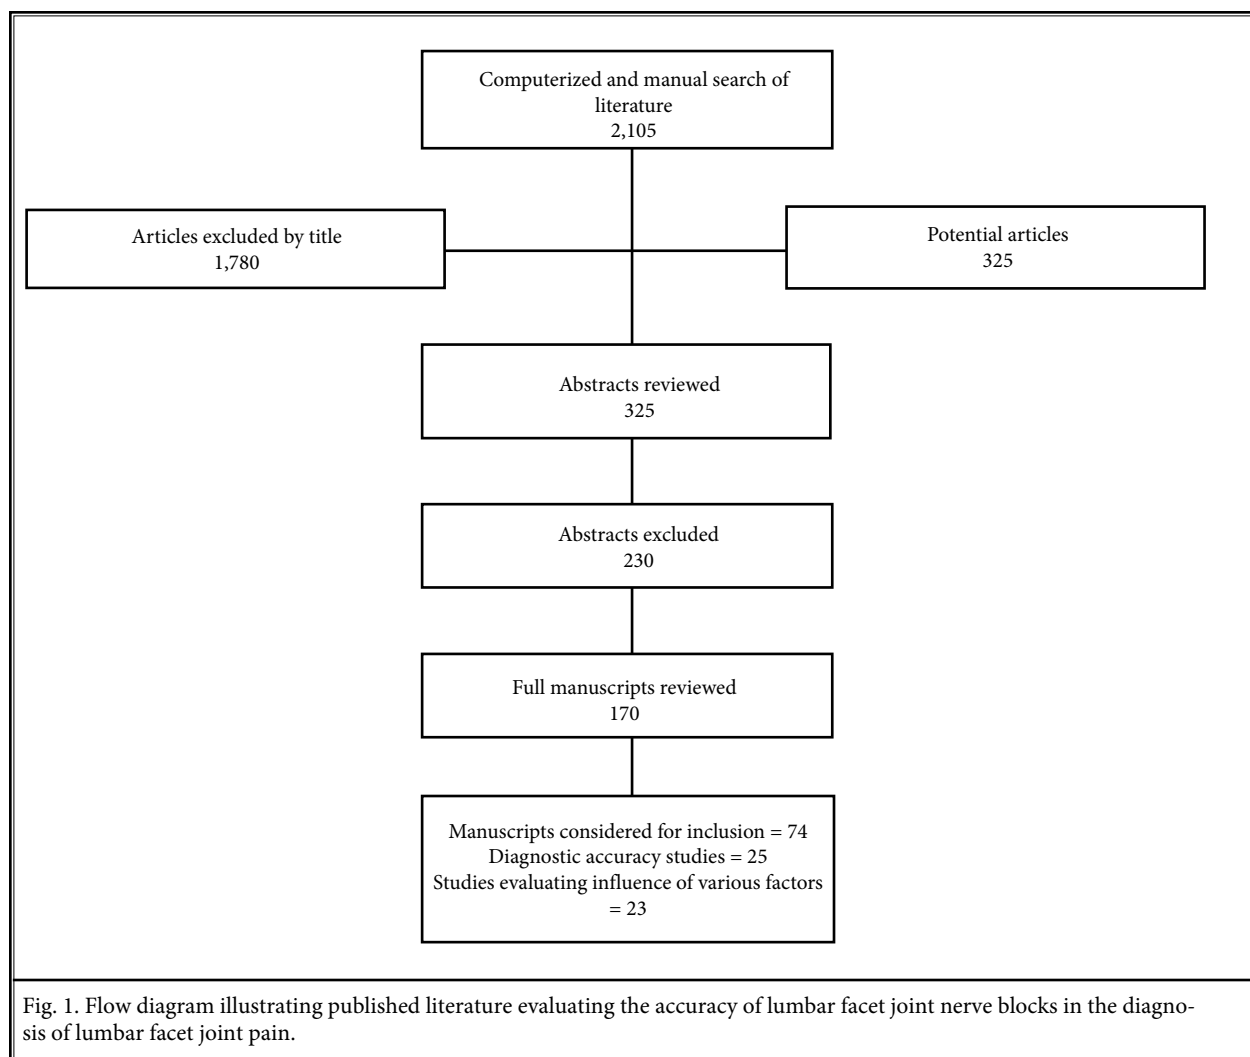 Computerized and manual search of
literature
2,105
Articles excluded by title
1,780
Potential articles
325
Abstracts reviewed
325
Abstracts excluded
230
Full manuscripts reviewed
170
Manuscripts considered for inclusion = 74
Diagnostic accuracy studies = 25
Studies evaluating influence of various factors
= 23
Fig. 1. Flow diagram illustrating published literature evaluating the accuracy of lumbar facet joint nerve blocks in the diagno-
sis of lumbar facet joint pain.